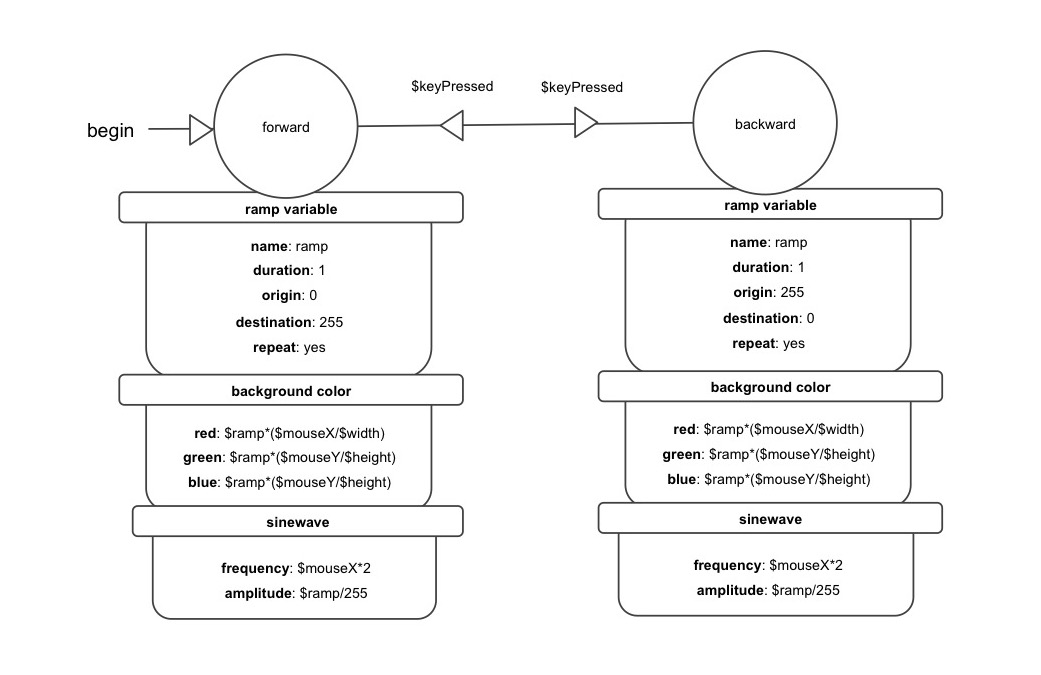 $keyPressed
$keyPressed
begin
forward
backward
ramp variable
name: ramp
duration: 1
origin: 0
destination: 255
repeat: yes
background color
red: $ramp*($mouseX/$width)
green: $ramp*($mouseY/$height)
blue: $ramp*($mouseY/$height)
sinewave
frequency: $mouseX*2
amplitude: $ramp/255
ramp variable
name: ramp
duration: 1
origin: 255
destination: 0
repeat: yes
background color
red: $ramp*($mouseX/$width)
green: $ramp*($mouseY/$height)
blue: $ramp*($mouseY/$height)
sinewave
frequency: $mouseX*2
amplitude: $ramp/255